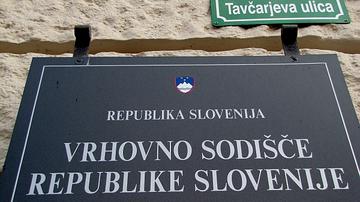 Tavčarjeva ulica
REPUBLIKA SLOVENIJA
VRHOVNO SODIŠČE
REPUBLIKE SLOVENIJE